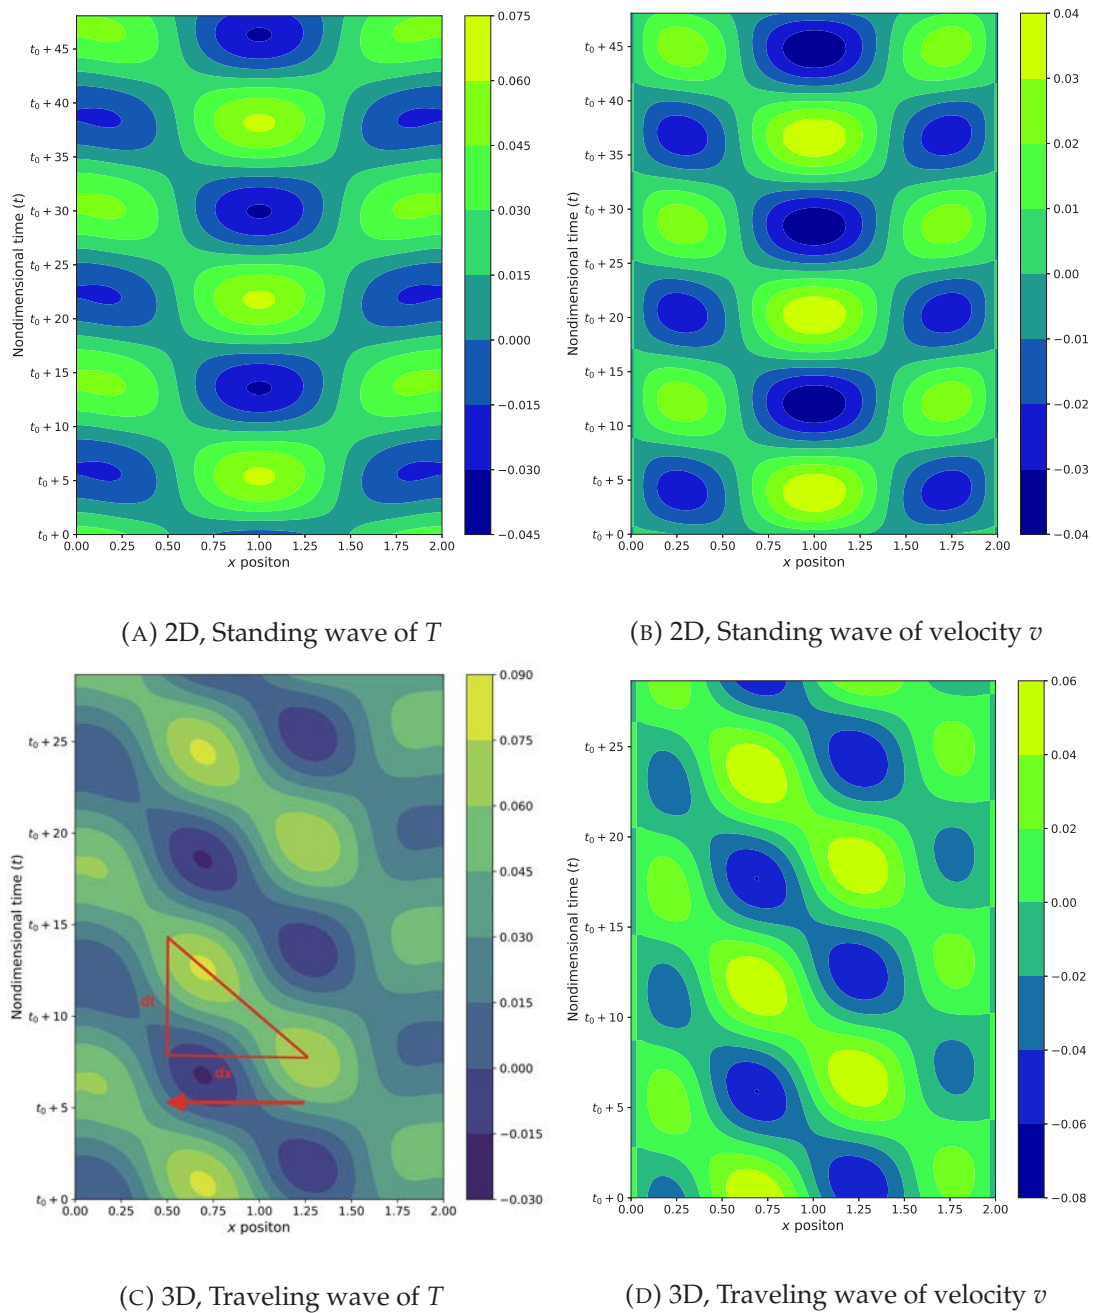 Nondimensional time (t)
t0 + 45
t0 + 40
t0 + 35
t0 + 30
t0 + 25
t0 + 20
t0 + 15
t0 + 10
t0 + 5
t0 + 0
0.00 0.25 0.50 0.75 1.00 1.25 1.50 1.75 2.00
x positon
0.075
0.060
0.045
0.030
0.015
0.000
−0.015
−0.030
−0.045
(A) 2D, Standing wave of T
Nondimensional time (t)
t0 + 45
t0 + 40
t0 + 35
t0 + 30
t0 + 25
t0 + 20
t0 + 15
t0 + 10
t0 + 5
t0 + 0
0.00 0.25 0.50 0.75 1.00 1.25 1.50 1.75 2.00
x positon
0.04
0.03
0.02
0.01
0.00
−0.01
−0.02
−0.03
−0.04
(B) 2D, Standing wave of velocity v
Nondimensional time (t)
t0 + 25
t0 + 20
t0 + 15
t0 + 10
t0 + 5
t0 + 0
dt
dx
0.00 0.25 0.50 0.75 1.00 1.25 1.50 1.75 2.00
x positon
0.090
0.075
0.060
0.045
0.030
0.015
0.000
−0.015
−0.030
(C) 3D, Traveling wave of T
Nondimensional time (t)
t0 + 25
t0 + 20
t0 + 15
t0 + 10
t0 + 5
t0 + 0
0.00 0.25 0.50 0.75 1.00 1.25 1.50 1.75 2.00
x positon
0.06
0.04
0.02
0.00
−0.02
−0.04
−0.06
−0.08
(D) 3D, Traveling wave of velocity v